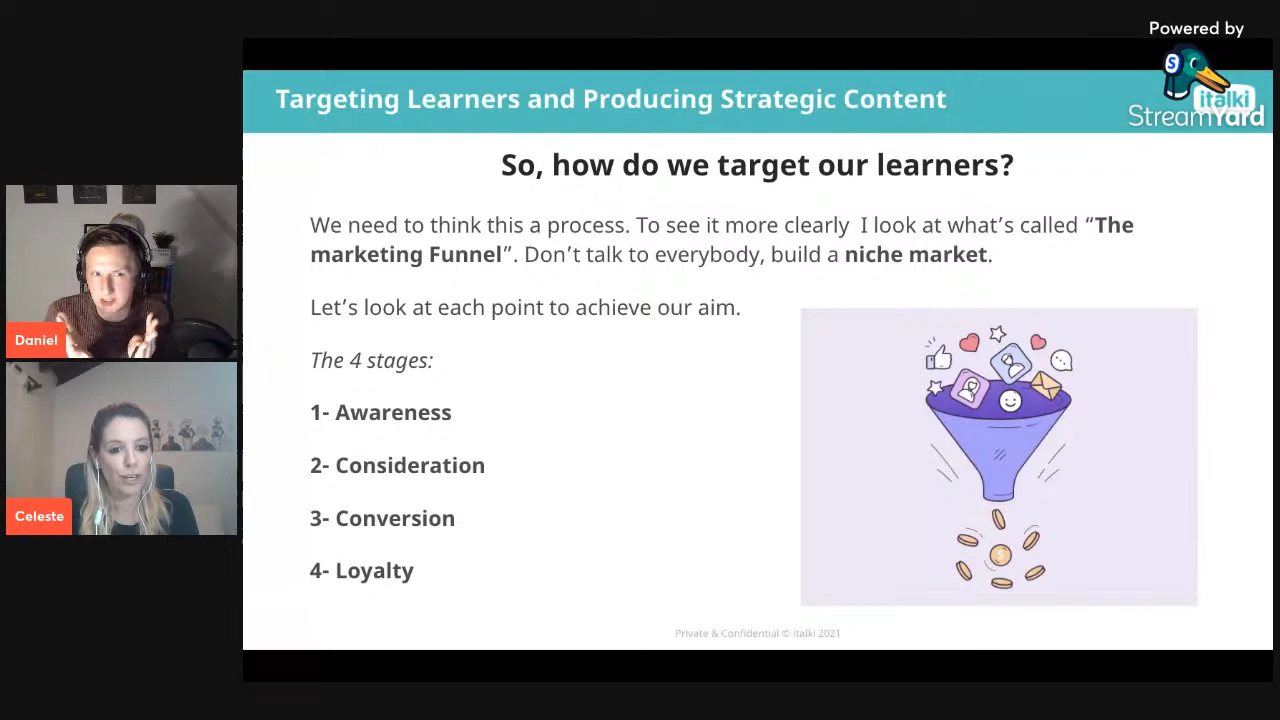 Powered by
S
italki
StreamYard
Targeting Learners and Producing Strategic Content
So, how do we target our learners?
We need to think this a process. To see it more clearly I look at what's called “The
marketing Funnel”. Don't talk to everybody, build a niche market.
Let's look at each point to achieve our aim.
The 4 stages:
1- Awareness
2- Consideration
3- Conversion
4- Loyalty
$
Private & Confidential © italki 2021
Daniel
Celeste